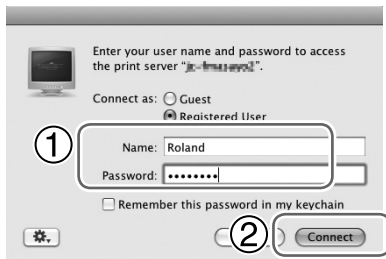 Enter your user name and password to access
the print server "
Connect as: Guest
Registered User
① Name: Roland
Password: ••••••••
Remember this password in my keychain
② Connect